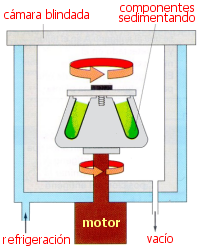 cámara blindada
componentes
sedimentando
motor
refrigeración
vacío